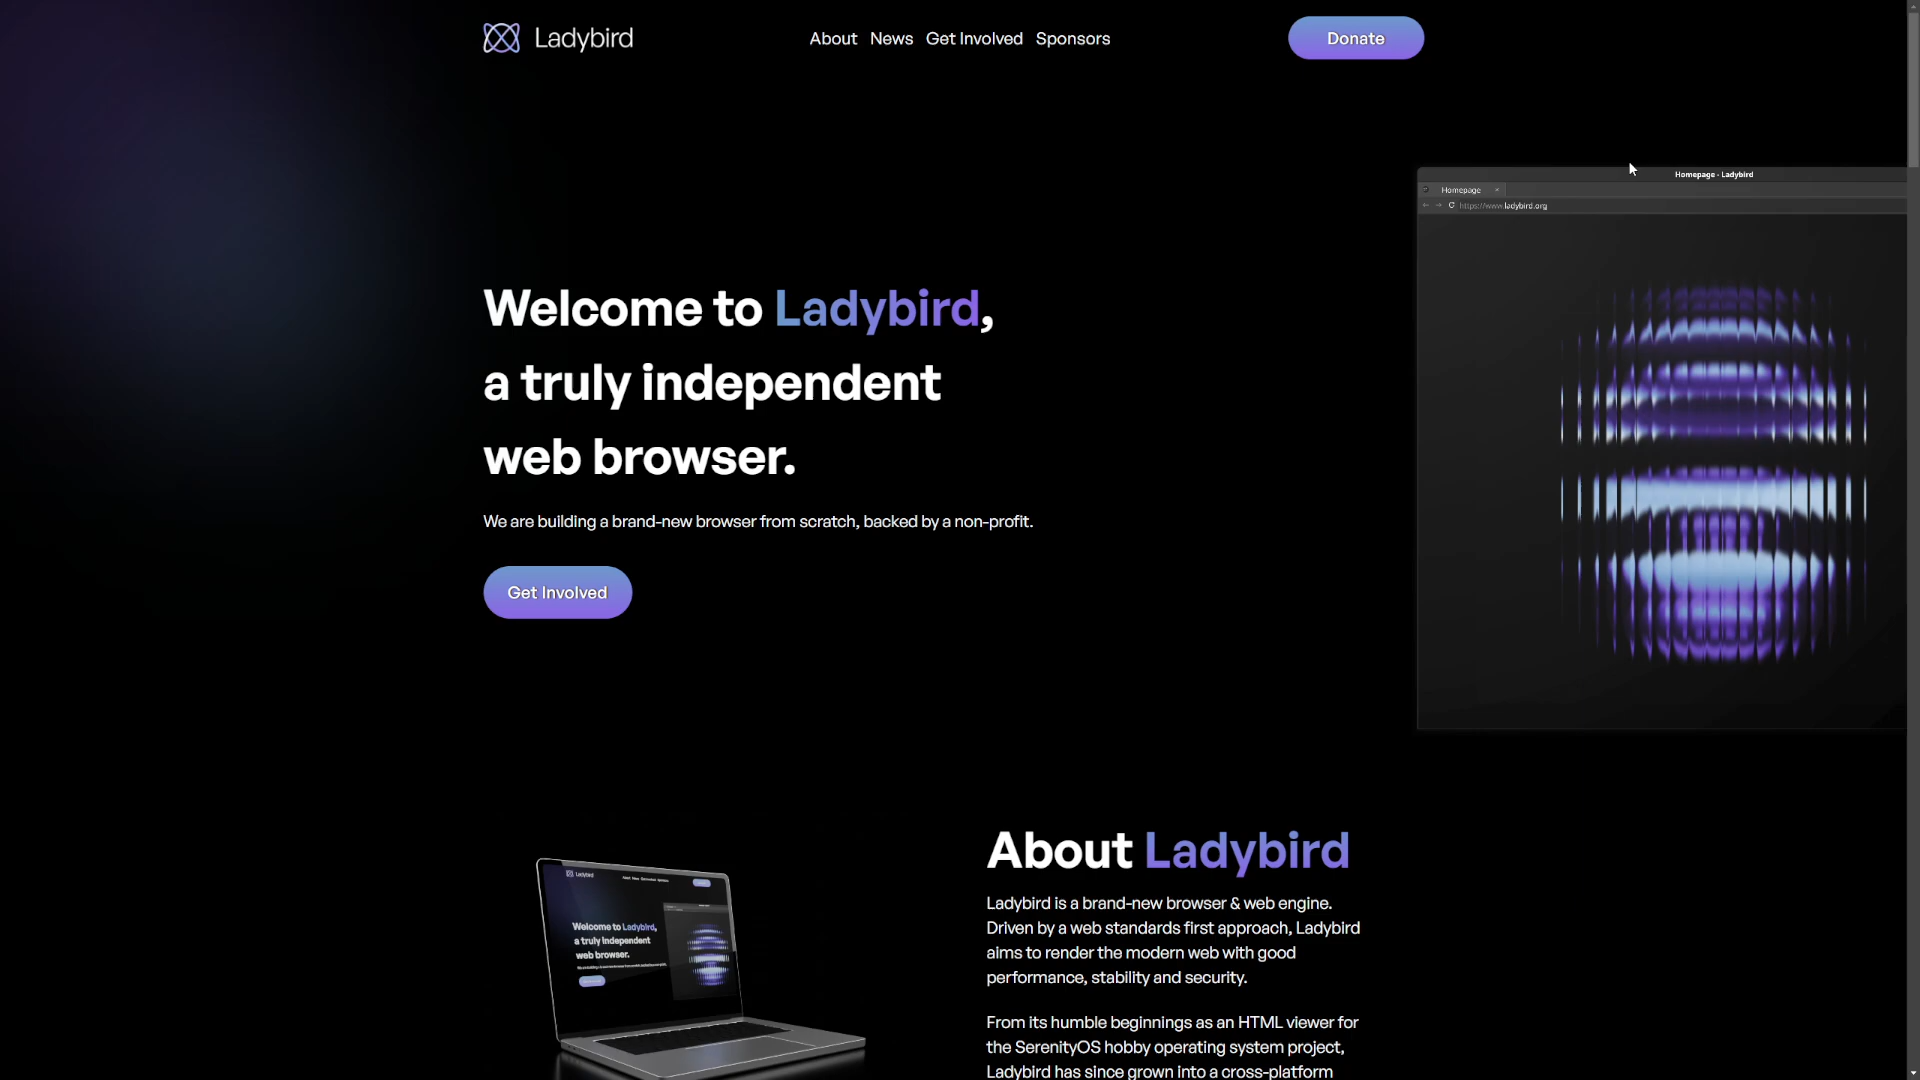 Ladybird
About News Get Involved Sponsors
Donate
Homepage - Ladybird
Homepage
https://www.ladybird.org
Welcome to Ladybird,
a truly independent
web browser.
We are building a brand-new browser from scratch, backed by a non-profit.
Get Involved
Ladybird
Welcome to Ladybird,
a truly independent
web browser.
About Ladybird
Ladybird is a brand-new browser & web engine.
Driven by a web standards first approach, Ladybird
aims to render the modern web with good
performance, stability and security.
From its humble beginnings as an HTML viewer for
the SerenityOS hobby operating system project,
Ladybird has since grown into a cross-platform